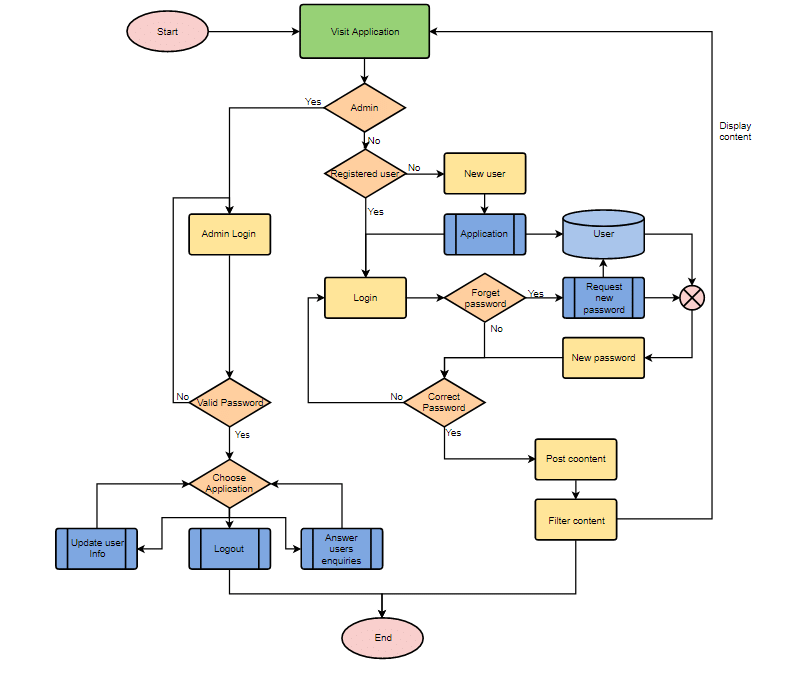 Start
Visit Application
Yes
Admin
Display
content
No
Registered user
No
New user
Yes
Admin Login
Application
User
Login
Forget
password
Yes
Request
new
password
No
New password
No
Valid Password
No
Correct
Password
Yes
Yes
Post coontent
Choose
Application
Filter content
Update user
Info
Logout
Answer
users
enquiries
End